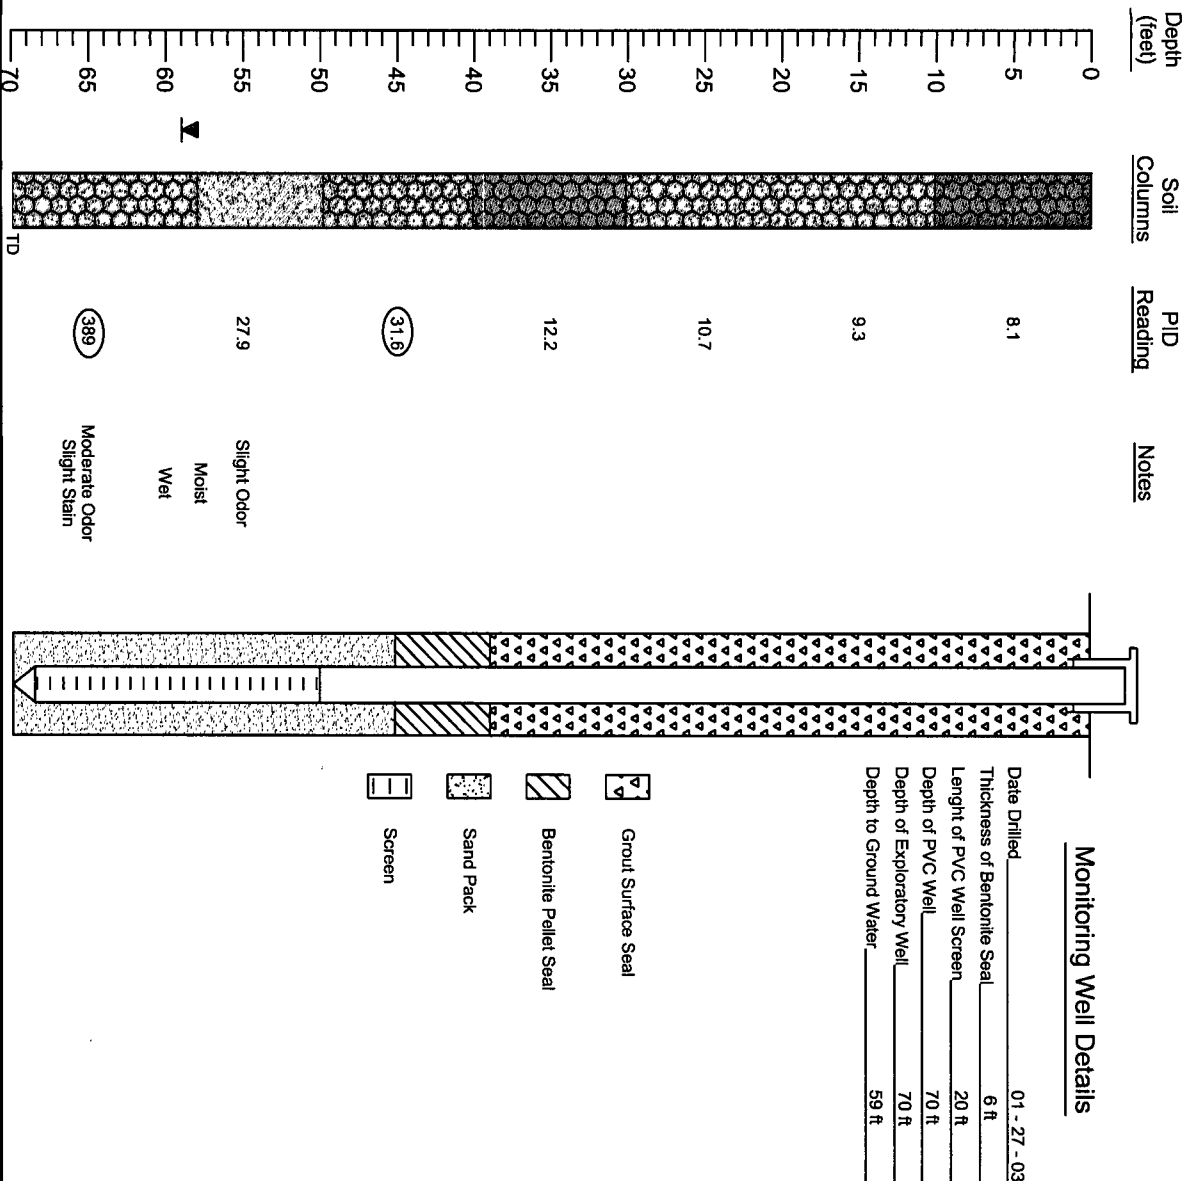 Depth
(feet)
Soil
Columns
PID
Reading
Notes
0
5
10
15
20
25
30
35
40
45
50
55
60
65
70
TD
8.1
9.3
10.7
12.2
31.6
27.9
389
Slight Odor
Moist
Wet
Moderate Odor
Slight Stain
Monitoring Well Details
Date Drilled 01 - 27 - 03
Thickness of Bentonite Seal 6 ft
Lenght of PVC Well Screen 20 ft
Depth of PVC Well 70 ft
Depth of Exploratory Well 70 ft
Depth to Ground Water 59 ft
Grout Surface Seal
Bentonite Pellet Seal
Sand Pack
Screen